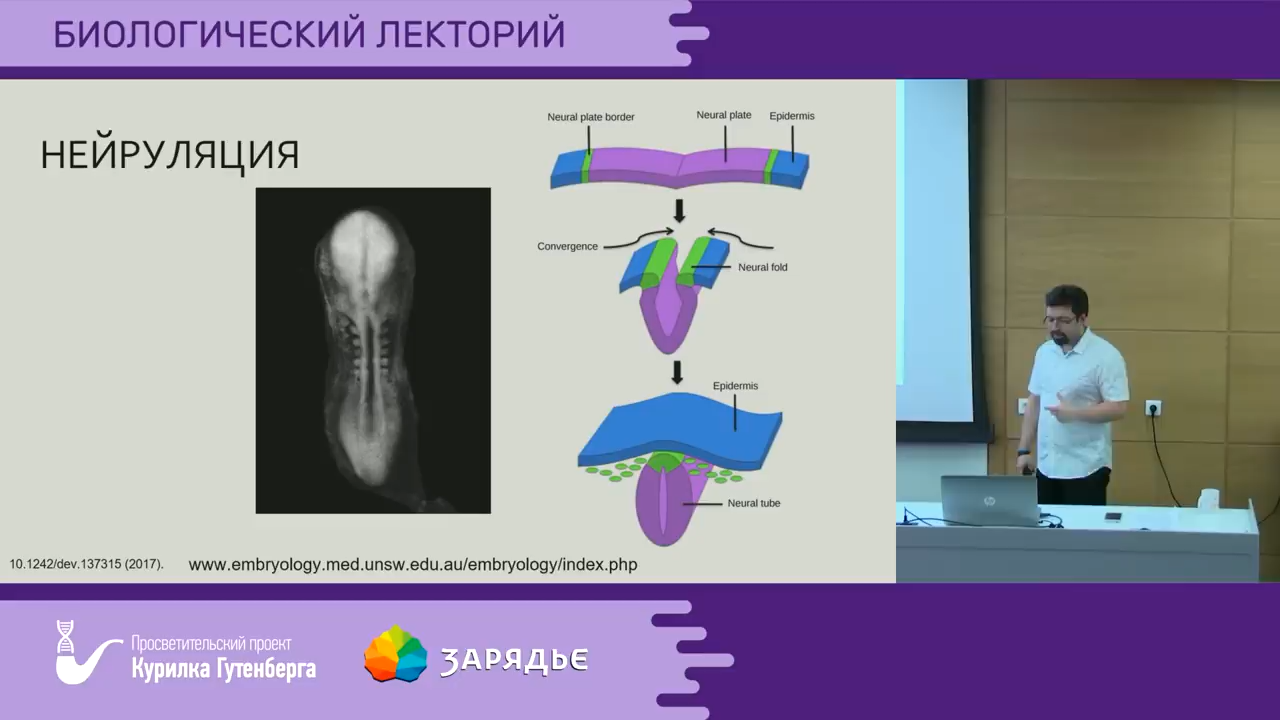 БИОЛОГИЧЕСКИЙ ЛЕКТОРИЙ
НЕЙРУЛЯЦИЯ
Neural plate border
Neural plate
Epidermis
Convergence
Neural fold
Epidermis
Neural tube
10.1242/dev.137315 (2017).
www.embryology.med.unsw.edu.au/embryology/index.php
hp
Просветительский проект
Курилка Гутенберга
ЗАРЯДЬЕ